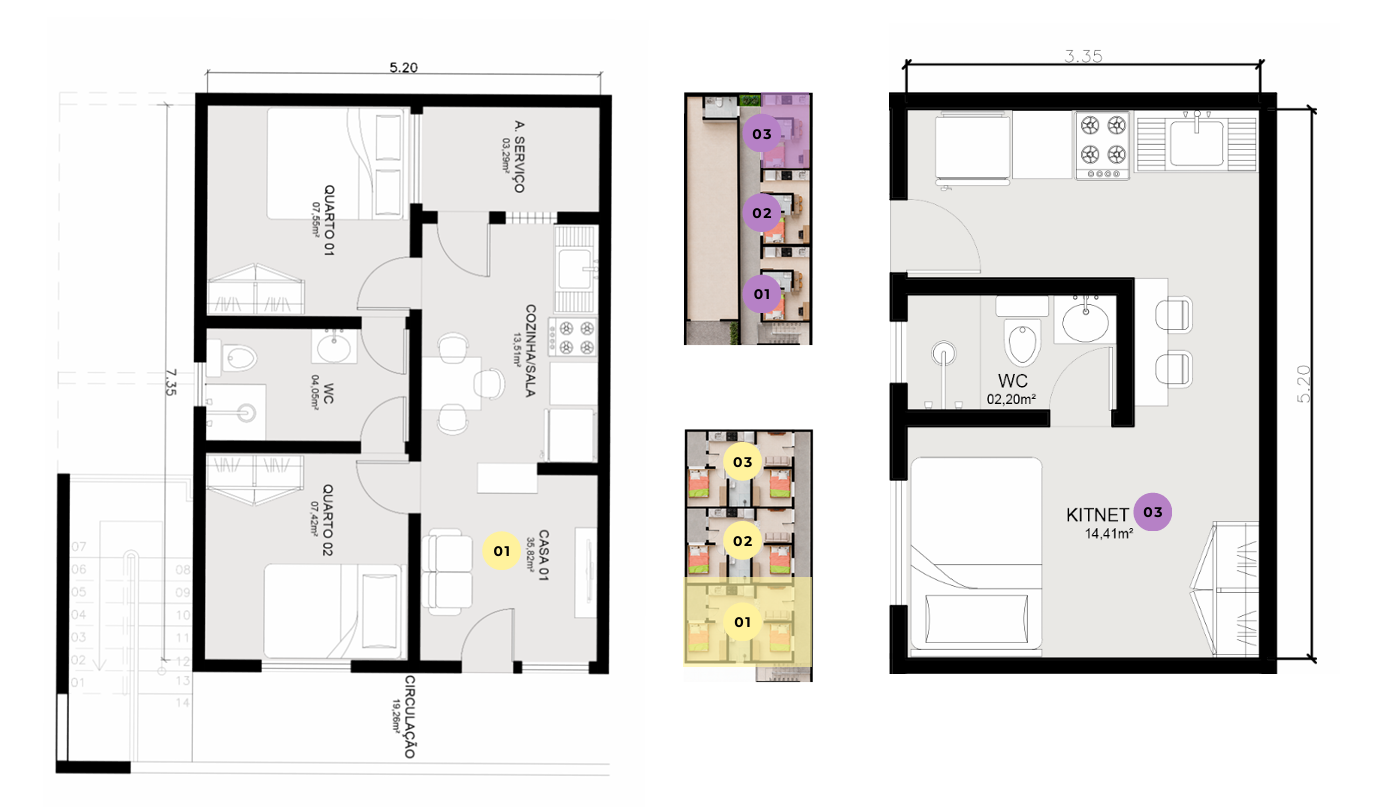 5.20
7.35
QUARTO 01
07,55m²
A. SERVIÇO
03,29m²
COZINHA/SALA
13,51m²
WC
04,05m²
QUARTO 02
07,42m²
CASA 01
35,82m²
01
07
06
05
04
03
02
01
08
09
10
11
12
13
14
CIRCULAÇÃO
19,26m²
03
02
01
03
02
01
3.35
5.20
WC
02,20m²
KITNET
14,41m²
03